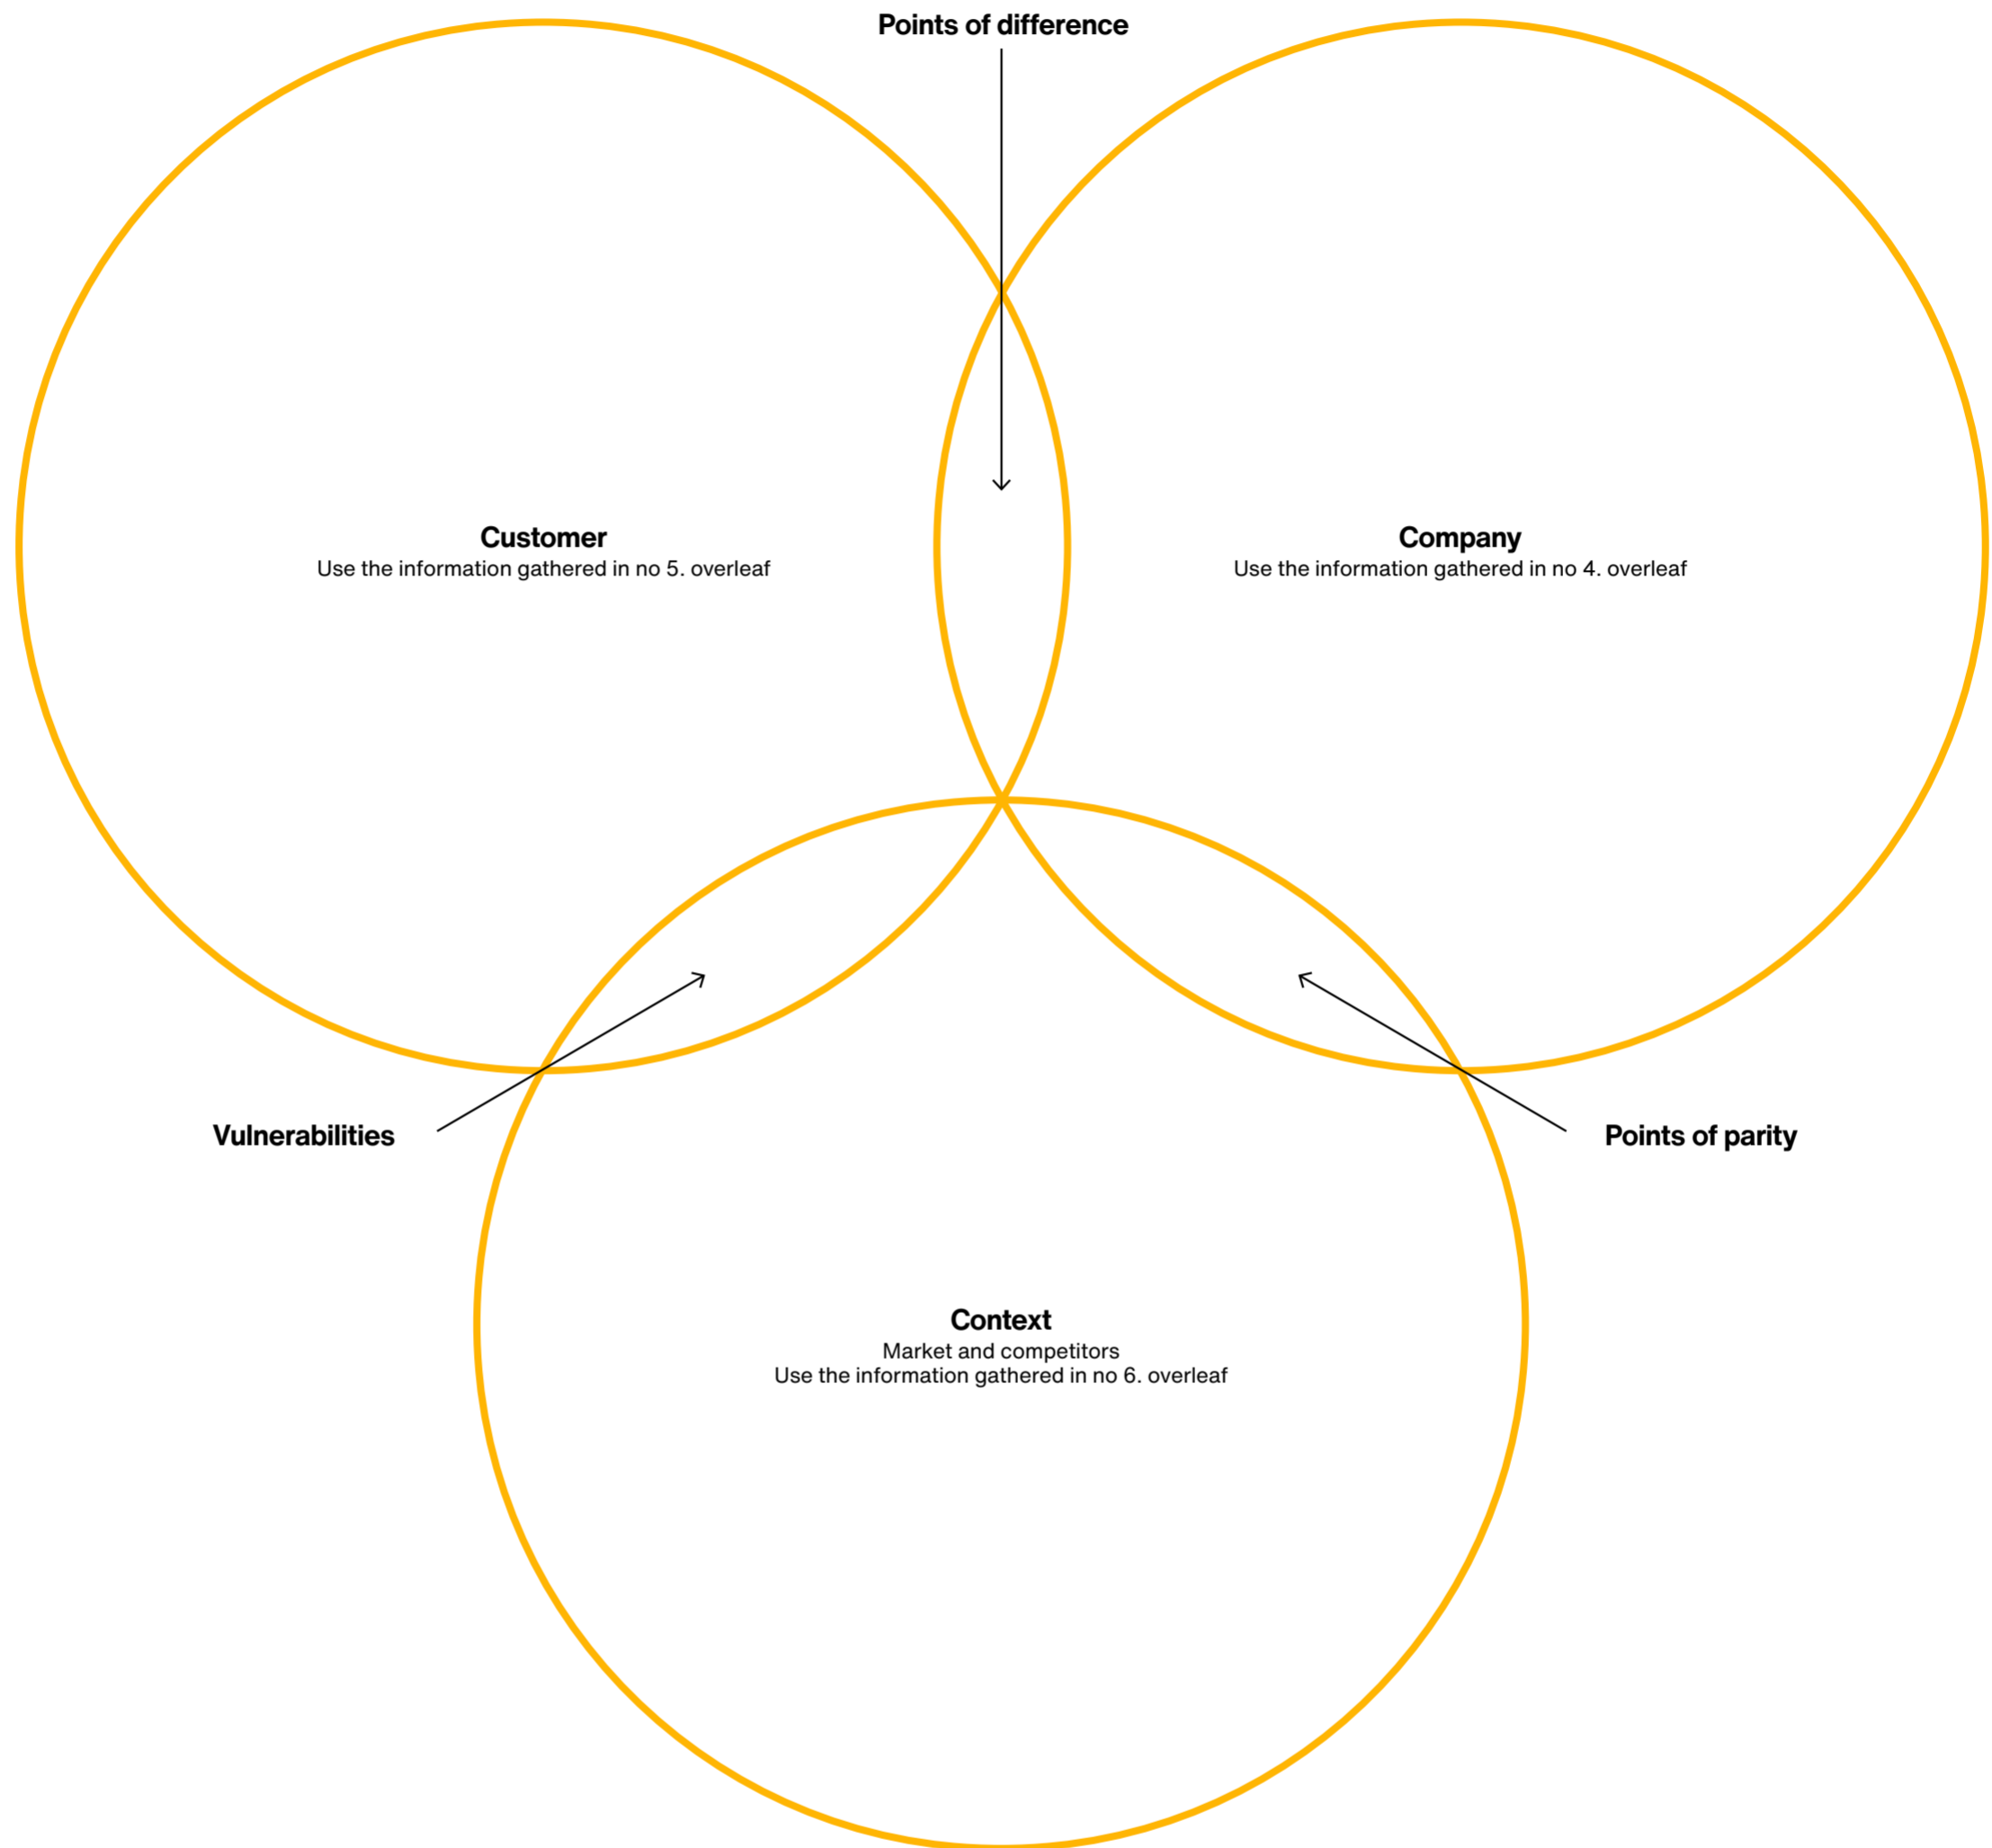 Points of difference
Customer
Use the information gathered in no 5. overleaf
Company
Use the information gathered in no 4. overleaf
Vulnerabilities
Points of parity
Context
Market and competitors
Use the information gathered in no 6. overleaf